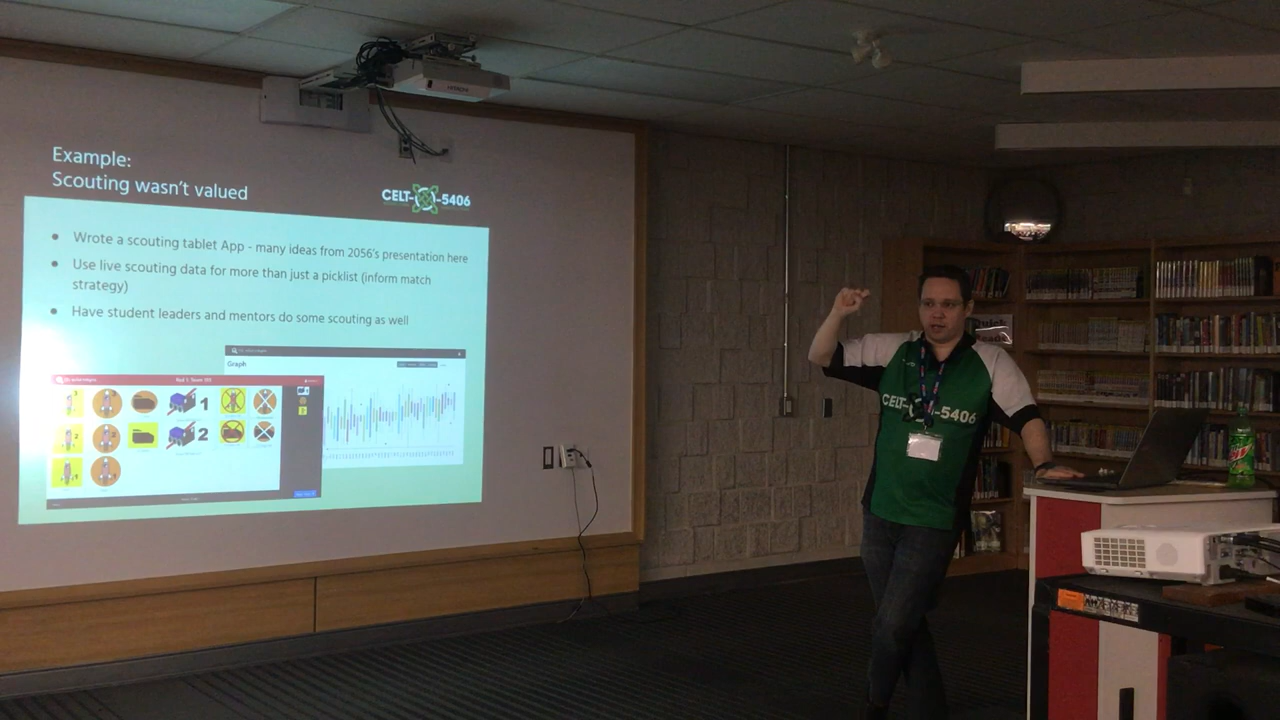 HITACHI
Example:
Scouting wasn't valued
CELT-X-5406
Wrote a scouting tablet App - many ideas from 2056's presentation here
Use live scouting data for more than just a picklist (inform match
strategy)
Have student leaders and mentors do some scouting as well
Graph
1
2
CELT-X-5406